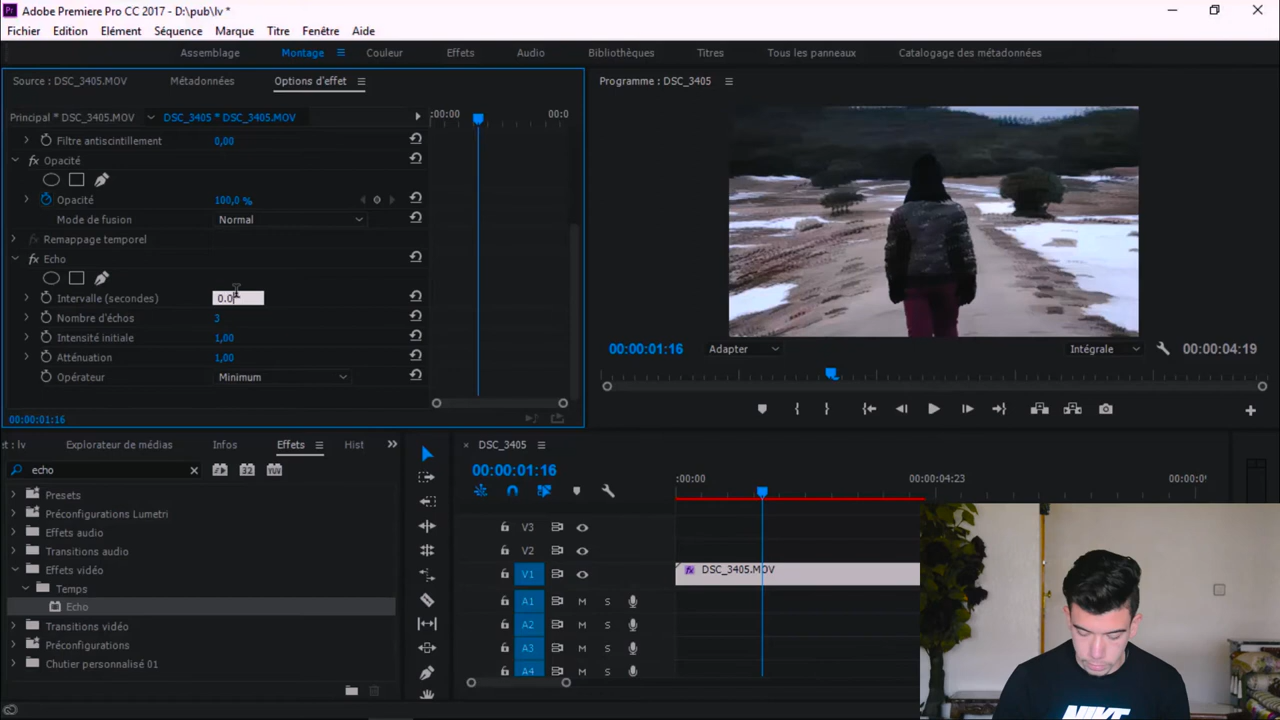 Adobe Premiere Pro CC 2017 - D:\pub\lv *
Fichier Edition Elément Séquence Marque Titre Fenêtre Aide
Assemblage Montage Couleur Effets Audio Bibliothèques Titres Tous les panneaux Catalogage des métadonnées
Source : DSC_3405.MOV Métadonnées Options d'effet
Programme : DSC_3405
Principal * DSC_3405.MOV DSC_3405 * DSC_3405.MOV
:00:00 00:0
Filtre antiscintillement 0,00
fx Opacité
Opacité 100,0 %
Mode de fusion Normal
fx Remappage temporel
fx Echo
Intervalle (secondes) 0.0
Nombre d'échos 3
Intensité initiale 1,00
Atténuation 1,00
Opérateur Minimum
00:00:01:16
00:00:01:16 Adapter Intégrale 00:00:04:19
et : lv Explorateur de médias Infos Effets Hist
echo
Presets
Préconfigurations Lumetri
Effets audio
Transitions audio
Effets vidéo
Temps
Echo
Transitions vidéo
Préconfigurations
Chutier personnalisé 01
× DSC_3405
00:00:01:16
:00:00 00:00:04:23 00:00:0
V3
V2
V1 fx DSC_3405.MOV
A1 M S
A2 M S
A3 M S
A4 M S